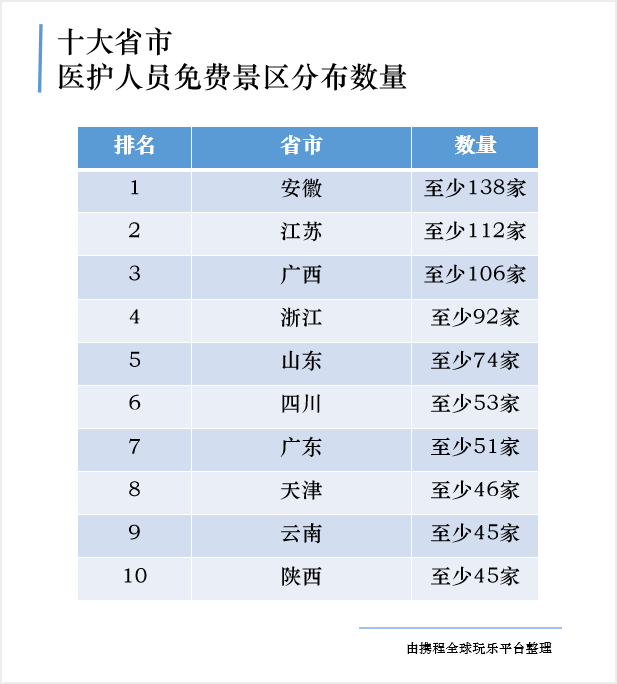 十大省市
医护人员免费景区分布数量
排名 省市 数量
1 安徽 至少138家
2 江苏 至少112家
3 广西 至少106家
4 浙江 至少92家
5 山东 至少74家
6 四川 至少53家
7 广东 至少51家
8 天津 至少46家
9 云南 至少45家
10 陕西 至少45家
由携程全球玩乐平台整理